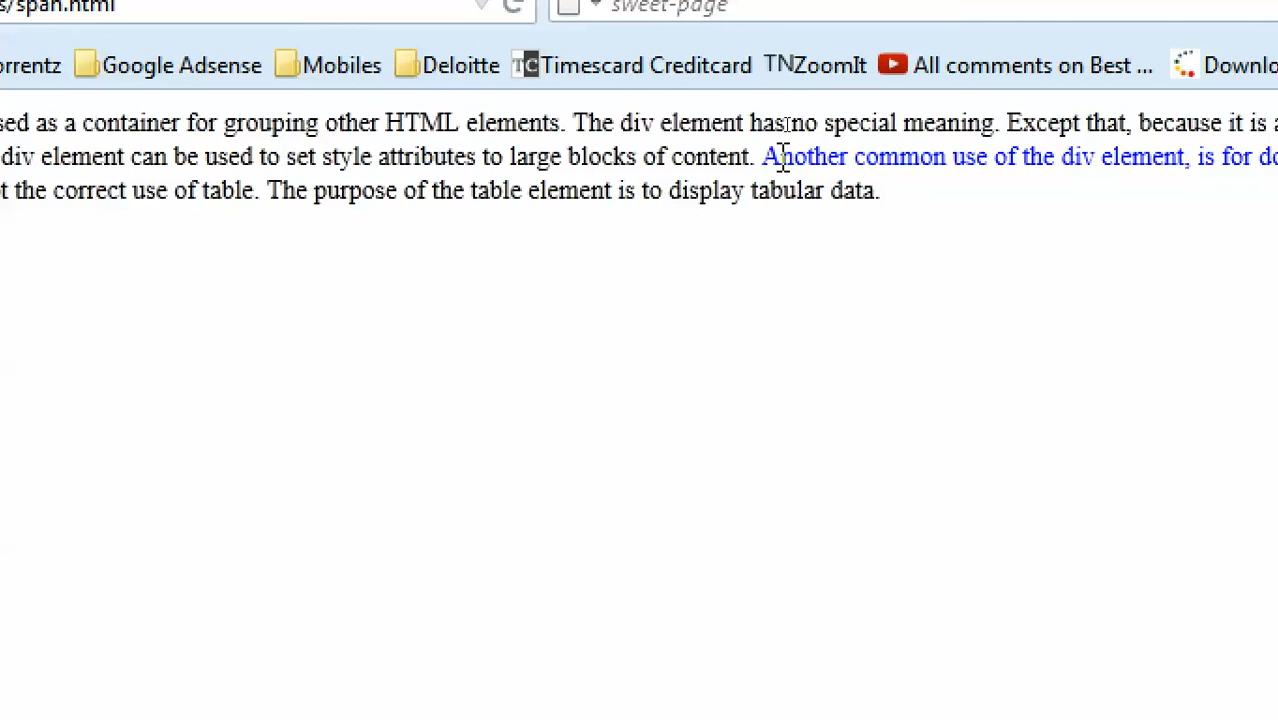 s/span.html sweet-page
orrentz Google Adsense Mobiles Deloitte TC Timescard Creditcard TN ZoomIt All comments on Best ... Downlo
sed as a container for grouping other HTML elements. The div element has no special meaning. Except that, because it is a
div element can be used to set style attributes to large blocks of content. Another common use of the div element, is for do
t the correct use of table. The purpose of the table element is to display tabular data.